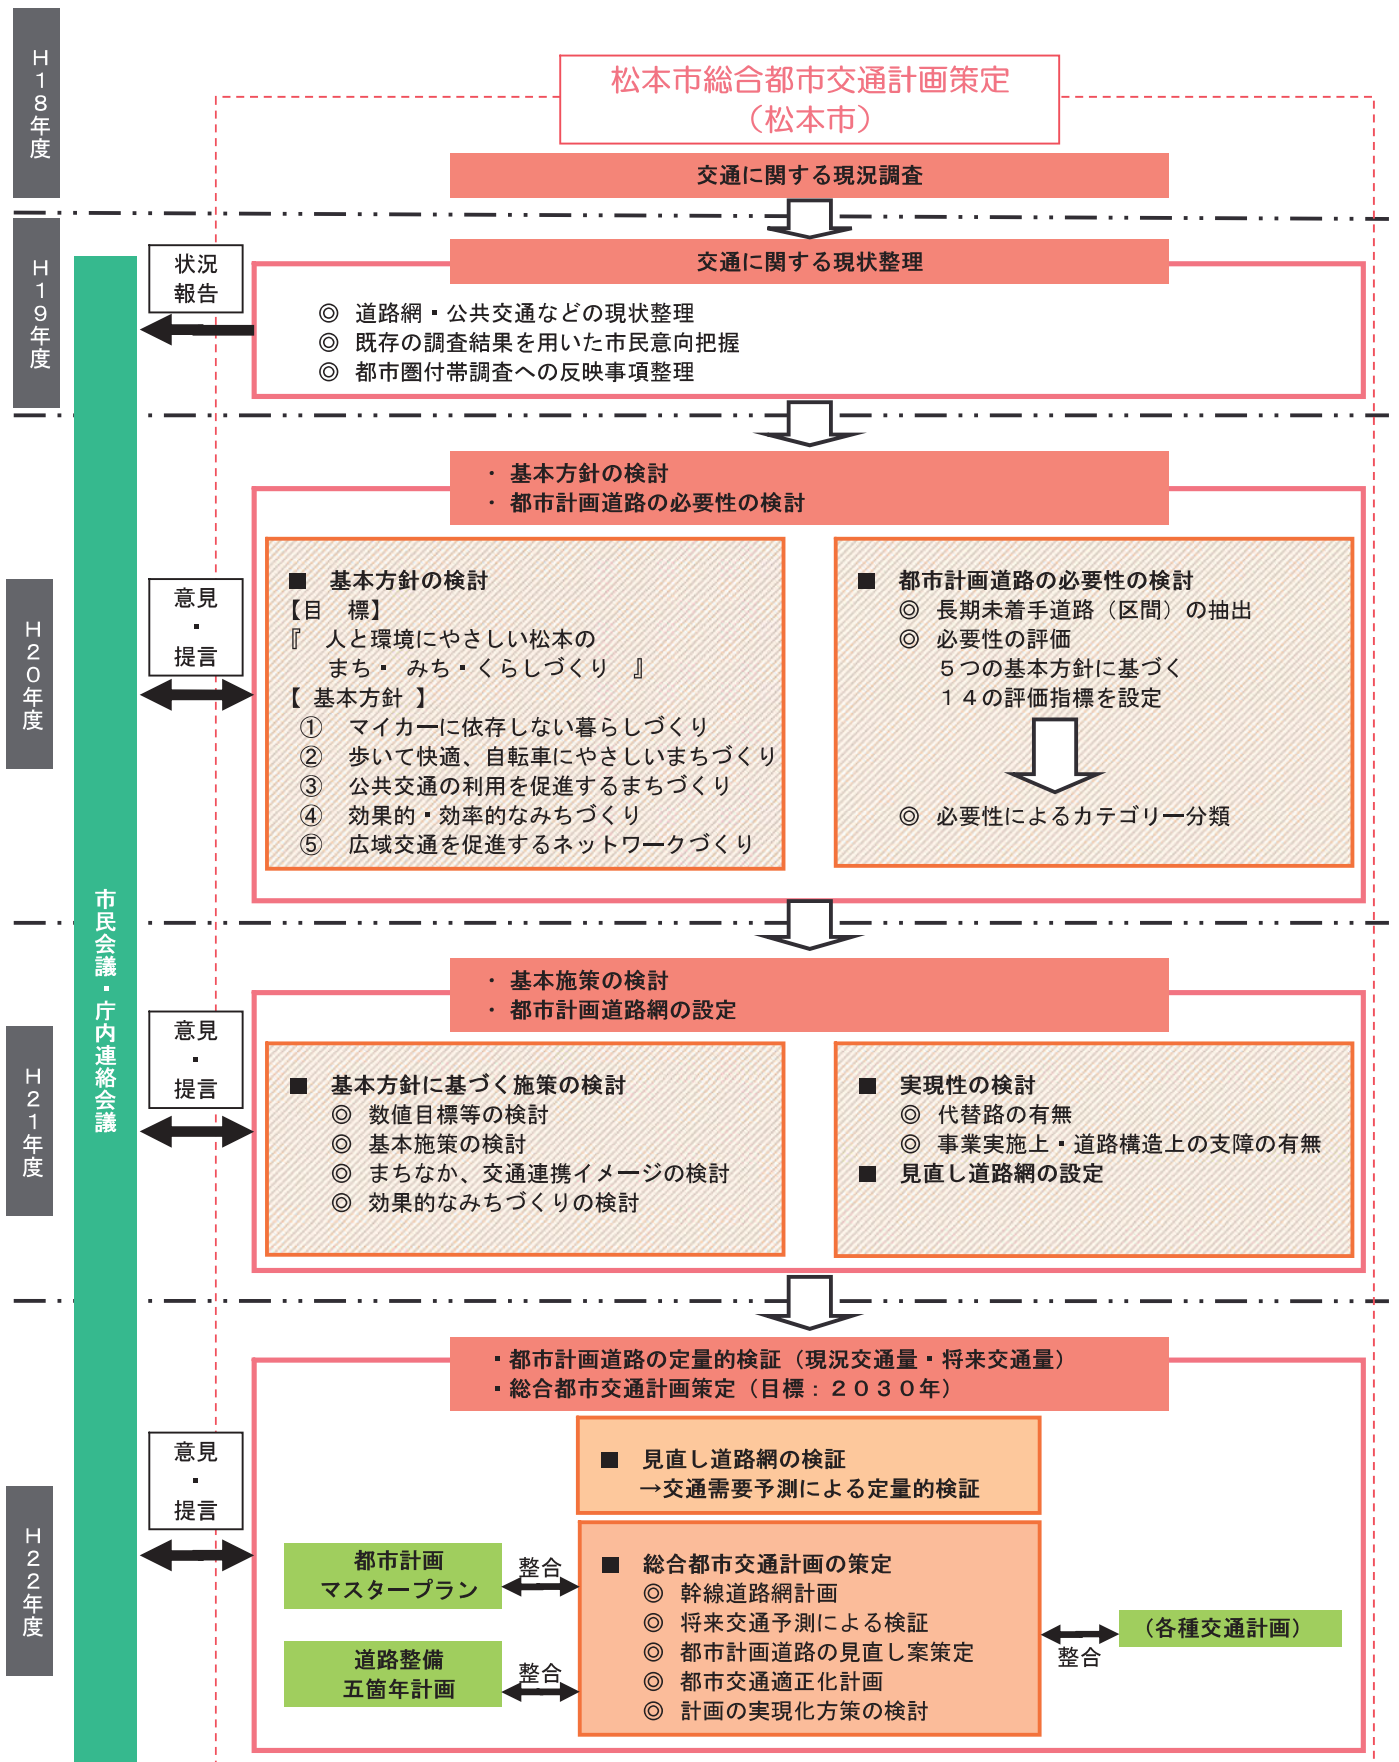 H18年度
松本市総合都市交通計画策定
（松本市）
交通に関する現況調査
H19年度
状況
報告
交通に関する現状整理
◎ 道路網・公共交通などの現状整理
◎ 既存の調査結果を用いた市民意向把握
◎ 都市圏付帯調査への反映事項整理
市民会議・庁内連絡会議
H20年度
意見
・
提言
・ 基本方針の検討
・ 都市計画道路の必要性の検討
■ 基本方針の検討
【目　標】
『　人と環境にやさしい松本の
まち・ みち・くらしづくり　』
【 基本方針 】
① マイカーに依存しない暮らしづくり
② 歩いて快適、自転車にやさしいまちづくり
③ 公共交通の利用を促進するまちづくり
④ 効果的・効率的なみちづくり
⑤ 広域交通を促進するネットワークづくり
■ 都市計画道路の必要性の検討
◎ 長期未着手道路（区間）の抽出
◎ 必要性の評価
５つの基本方針に基づく
１４の評価指標を設定
◎ 必要性によるカテゴリー分類
H21年度
意見
・
提言
・ 基本施策の検討
・ 都市計画道路網の設定
■ 基本方針に基づく施策の検討
◎ 数値目標等の検討
◎ 基本施策の検討
◎ まちなか、交通連携イメージの検討
◎ 効果的なみちづくりの検討
■ 実現性の検討
◎ 代替路の有無
◎ 事業実施上・道路構造上の支障の有無
■ 見直し道路網の設定
H22年度
意見
・
提言
・都市計画道路の定量的検証（現況交通量・将来交通量）
・総合都市交通計画策定（目標：２０３０年）
■ 見直し道路網の検証
→交通需要予測による定量的検証
都市計画
マスタープラン
整合
道路整備
五箇年計画
整合
■ 総合都市交通計画の策定
◎ 幹線道路網計画
◎ 将来交通予測による検証
◎ 都市計画道路の見直し案策定
◎ 都市交通適正化計画
◎ 計画の実現化方策の検討
整合
（各種交通計画）